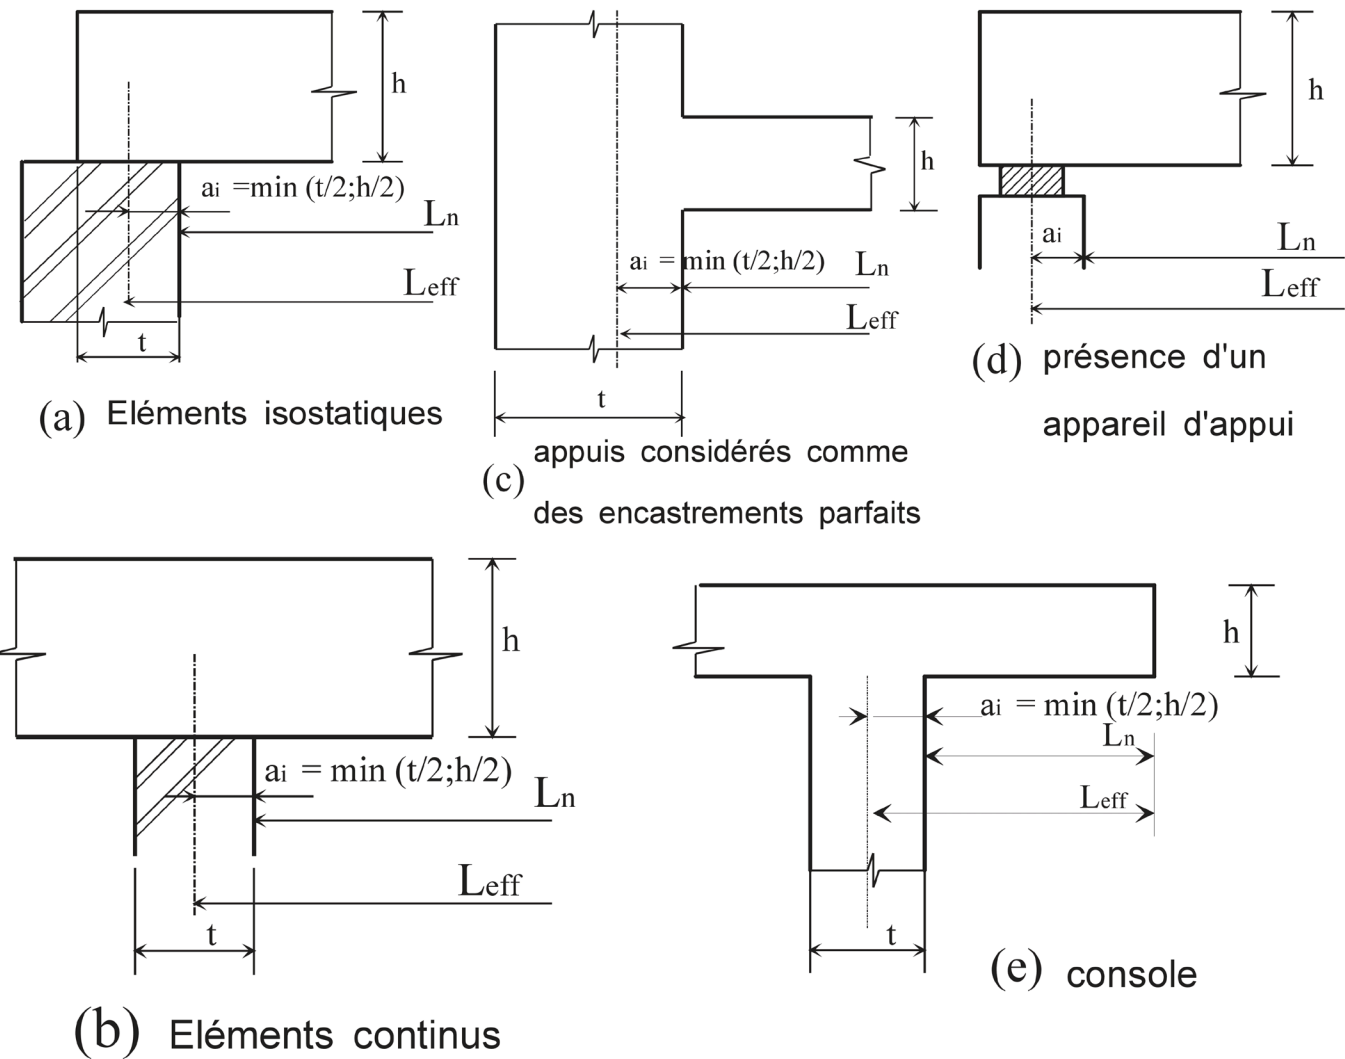 h
ai =min (t/2;h/2)
Ln
Leff
t
(a) Eléments isostatiques
h
ai = min (t/2;h/2)
Ln
Leff
t
(c) appuis considérés comme
des encastrements parfaits
h
ai
Ln
Leff
(d) présence d'un
appareil d'appui
h
ai = min (t/2;h/2)
Ln
Leff
t
(b) Eléments continus
h
ai = min (t/2;h/2)
Ln
Leff
t
(e) console